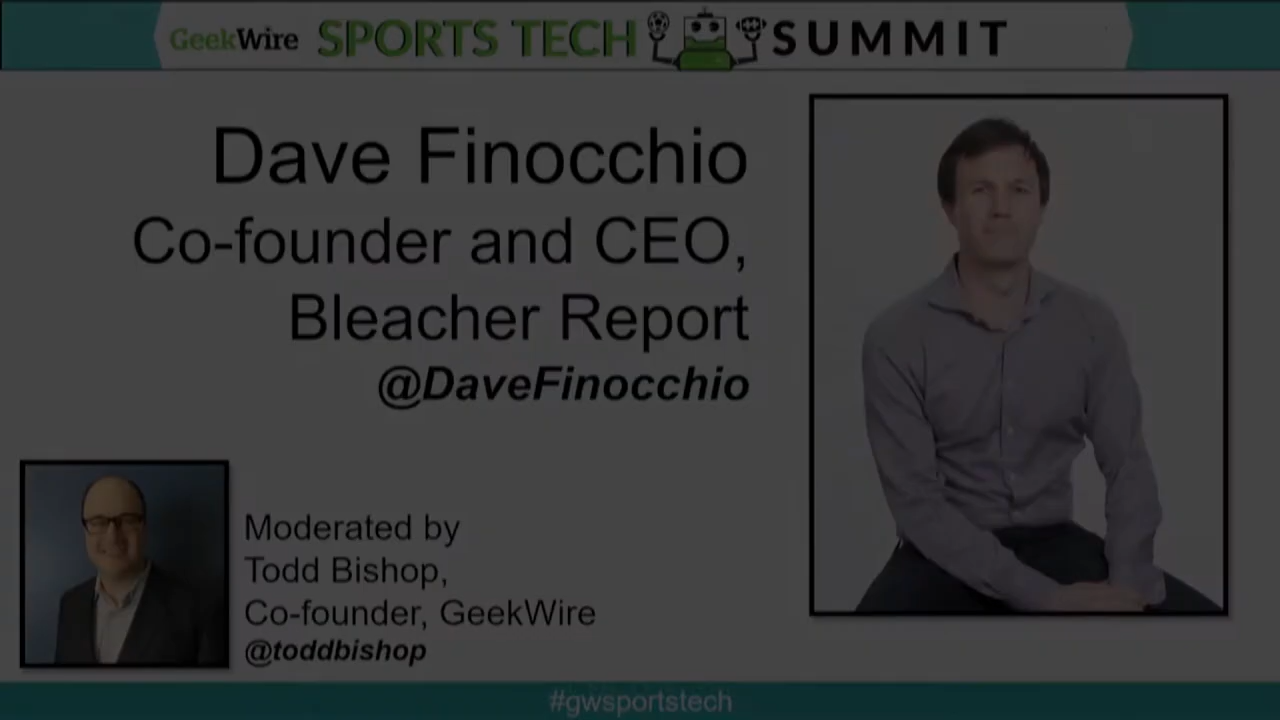 GeekWire SPORTS TECH SUMMIT
Dave Finocchio
Co-founder and CEO,
Bleacher Report
@DaveFinocchio
Moderated by
Todd Bishop,
Co-founder, GeekWire
@toddbishop
#gwsportstech